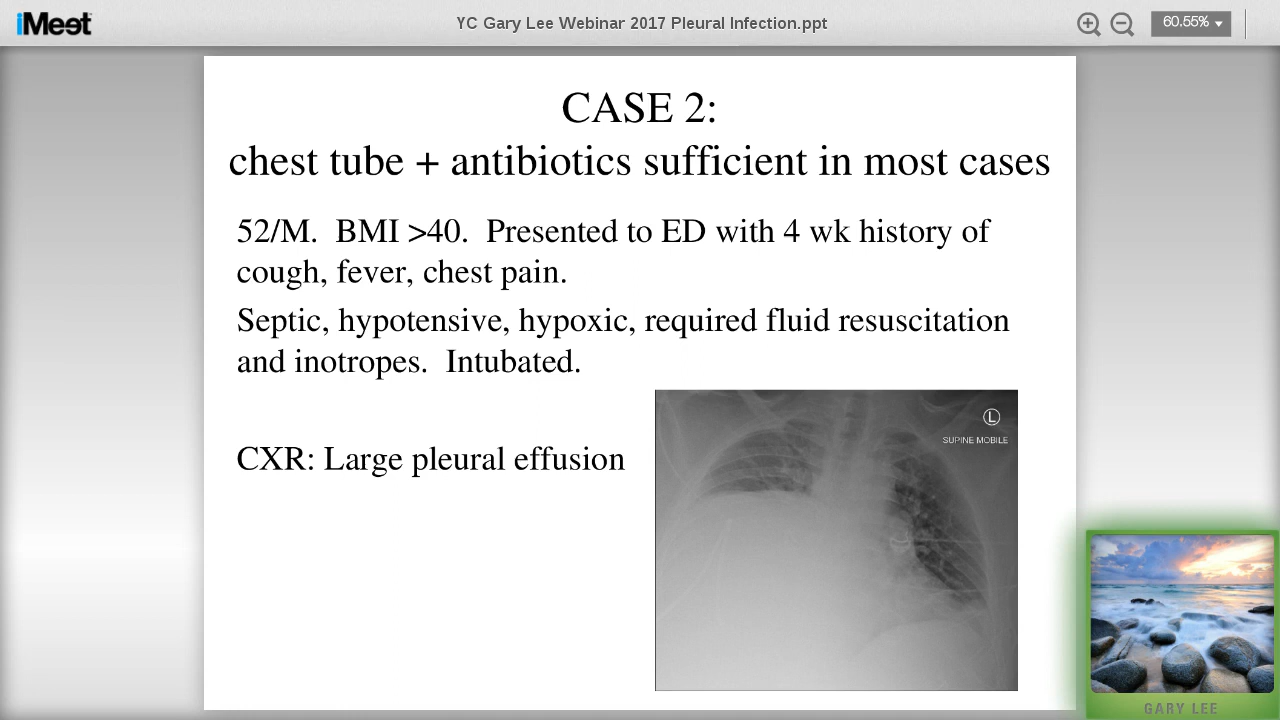 iMeet
YC Gary Lee Webinar 2017 Pleural Infection.ppt
60.55%
CASE 2:
chest tube + antibiotics sufficient in most cases
52/M. BMI >40. Presented to ED with 4 wk history of
cough, fever, chest pain.
Septic, hypotensive, hypoxic, required fluid resuscitation
and inotropes. Intubated.
CXR: Large pleural effusion
L
SUPINE MOBILE
GARY LEE